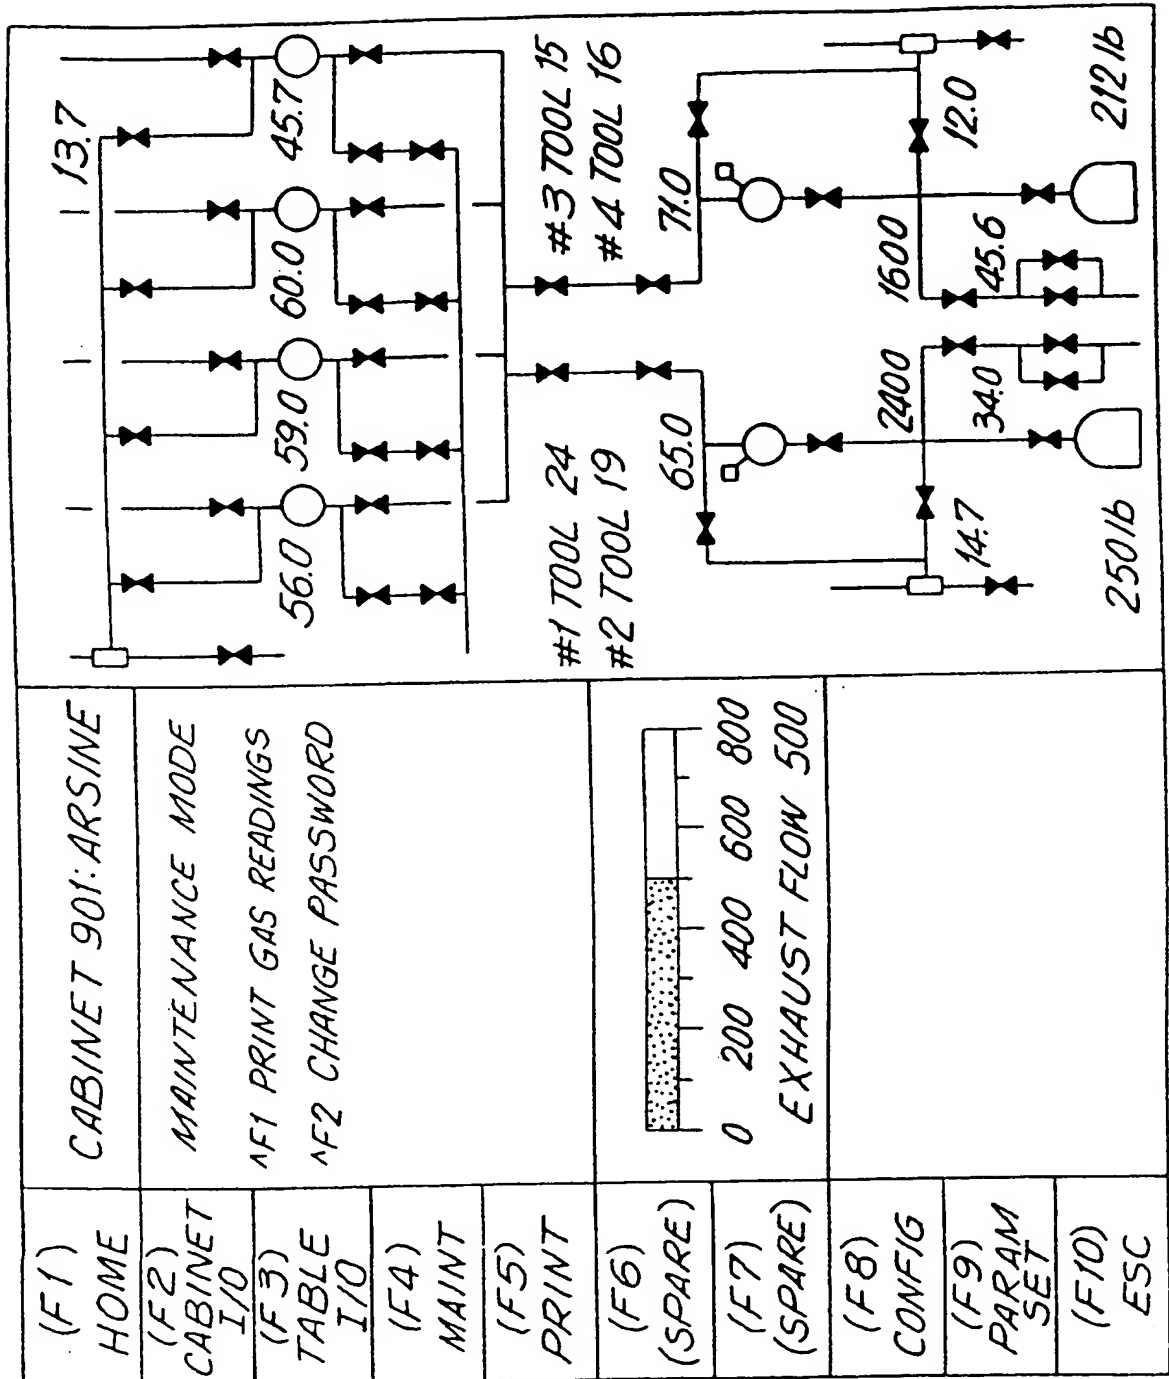 (F1)
HOME
(F2)
CABINET
I/O
(F3)
TABLE
I/O
(F4)
MAINT
(F5)
PRINT
(F6)
(SPARE)
(F7)
(SPARE)
(F8)
CONFIG
(F9)
PARAM
SET
(F10)
ESC
CABINET 901: ARSINE
MAINTENANCE MODE
^F1 PRINT GAS READINGS
^F2 CHANGE PASSWORD
0 200 400 600 800
EXHAUST FLOW 500
13.7
56.0
59.0
60.0
45.7
#1 TOOL 24
#2 TOOL 19
#3 TOOL 15
#4 TOOL 16
65.0
71.0
2400
1600
14.7
34.0
45.6
12.0
250 lb
212 lb